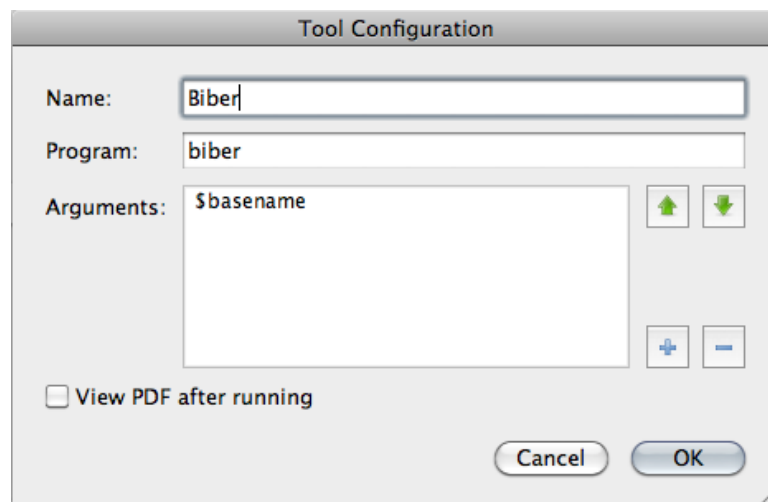 Tool Configuration
Name: Biber
Program: biber
Arguments: $basename
View PDF after running
Cancel OK